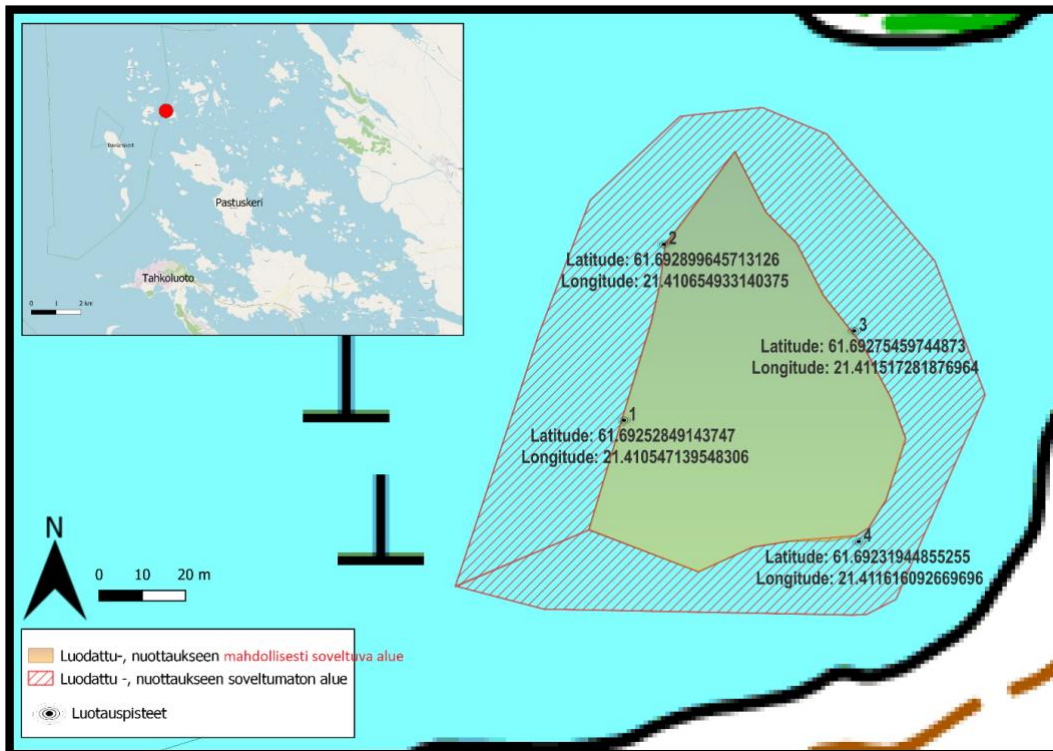 Pastuskeri
Tahkoluoto
0 1 2 km
2
Latitude: 61.692899645713126
Longitude: 21.410654933140375
3
Latitude: 61.69275459744873
Longitude: 21.411517281876964
1
Latitude: 61.69252849143747
Longitude: 21.410547139548306
4
Latitude: 61.69231944855255
Longitude: 21.411616092669696
N
0 10 20 m
Luodattu-, nuottaukseen mahdollisesti soveltuva alue
Luodattu -, nuottaukseen soveltumaton alue
Luotauspisteet